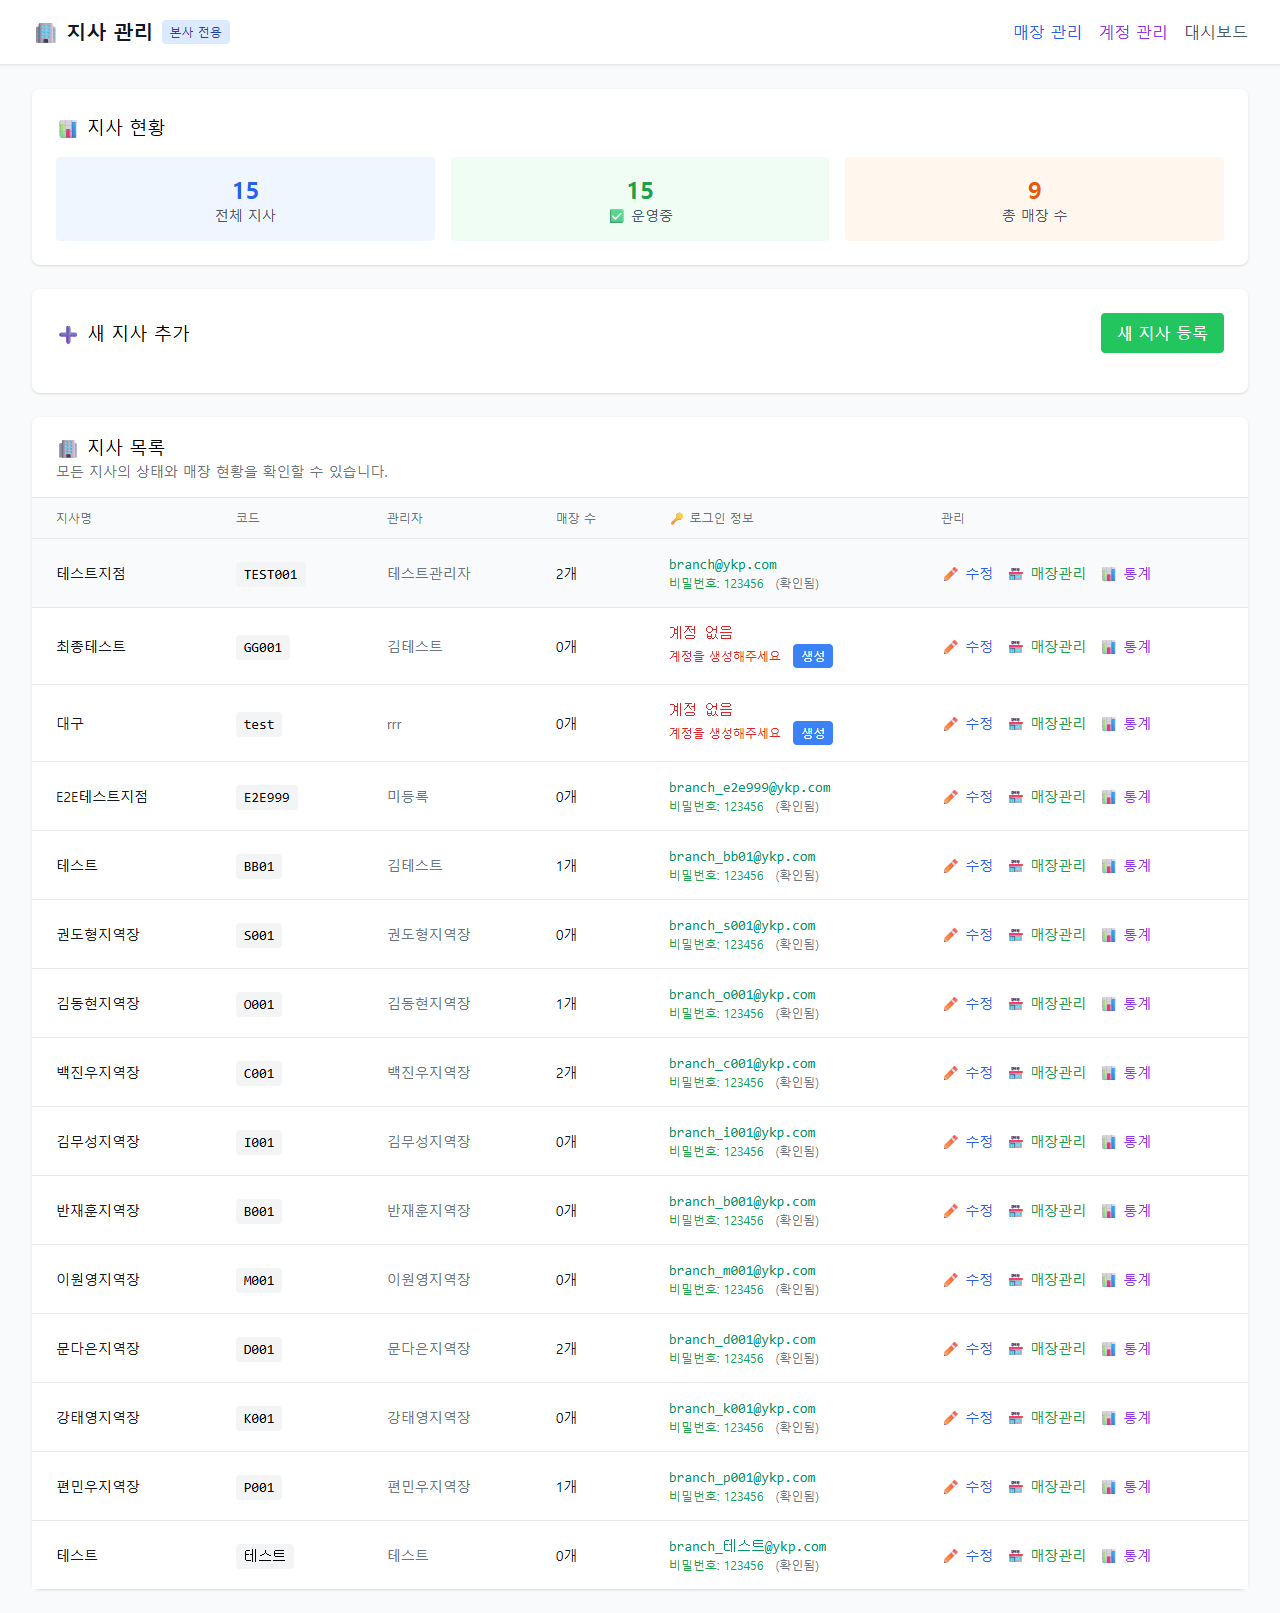 지사 관리 본사 전용 매장 관리 계정 관리 대시보드
지사 현황
15 15 9
전체 지사 운영중 총 매장 수
새 지사 추가 새 지사 등록
지사 목록
모든 지사의 상태와 매장 현황을 확인할 수 있습니다.
지사명 코드 관리자 매장 수 로그인 정보 관리
테스트지점 TEST001 테스트관리자 2개 branch@ykp.com 수정 매장관리 통계
비밀번호: 123456 (확인됨)
최종테스트 GG001 김테스트 0개 계정 없음 수정 매장관리 통계
계정을 생성해주세요 생성
대구 test rrr 0개 계정 없음 수정 매장관리 통계
계정을 생성해주세요 생성
E2E테스트지점 E2E999 미등록 0개 branch_e2e999@ykp.com 수정 매장관리 통계
비밀번호: 123456 (확인됨)
테스트 BB01 김테스트 1개 branch_bb01@ykp.com 수정 매장관리 통계
비밀번호: 123456 (확인됨)
권도형지역장 S001 권도형지역장 0개 branch_s001@ykp.com 수정 매장관리 통계
비밀번호: 123456 (확인됨)
김동현지역장 O001 김동현지역장 1개 branch_o001@ykp.com 수정 매장관리 통계
비밀번호: 123456 (확인됨)
백진우지역장 C001 백진우지역장 2개 branch_c001@ykp.com 수정 매장관리 통계
비밀번호: 123456 (확인됨)
김무성지역장 I001 김무성지역장 0개 branch_i001@ykp.com 수정 매장관리 통계
비밀번호: 123456 (확인됨)
반재훈지역장 B001 반재훈지역장 0개 branch_b001@ykp.com 수정 매장관리 통계
비밀번호: 123456 (확인됨)
이원영지역장 M001 이원영지역장 0개 branch_m001@ykp.com 수정 매장관리 통계
비밀번호: 123456 (확인됨)
문다은지역장 D001 문다은지역장 2개 branch_d001@ykp.com 수정 매장관리 통계
비밀번호: 123456 (확인됨)
강태영지역장 K001 강태영지역장 0개 branch_k001@ykp.com 수정 매장관리 통계
비밀번호: 123456 (확인됨)
편민우지역장 P001 편민우지역장 1개 branch_p001@ykp.com 수정 매장관리 통계
비밀번호: 123456 (확인됨)
테스트 테스트 테스트 0개 branch_테스트@ykp.com 수정 매장관리 통계
비밀번호: 123456 (확인됨)